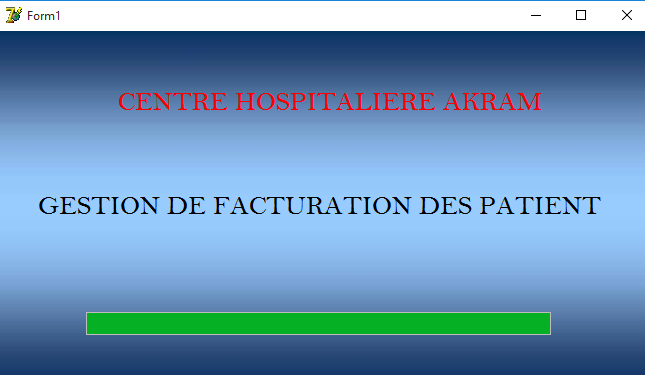 Form1
CENTRE HOSPITALIERE AKRAM
GESTION DE FACTURATION DES PATIENT